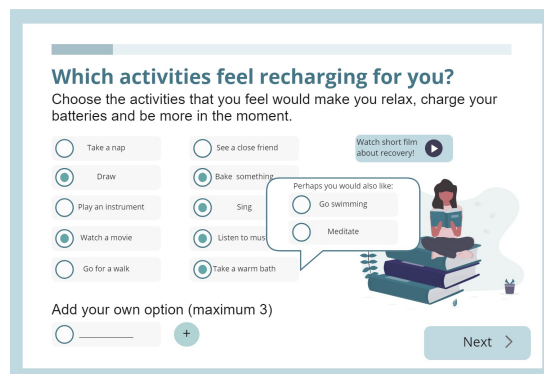 Which activities feel recharging for you?
Choose the activities that you feel would make you relax, charge your
batteries and be more in the moment.
Take a nap
Draw
Play an instrument
Watch a movie
Go for a walk
See a close friend
Bake something
Sing
Listen to mus
Take a warm bath
Watch short film
about recovery!
Perhaps you would also like:
Go swimming
Meditate
Add your own option (maximum 3)
+
Next